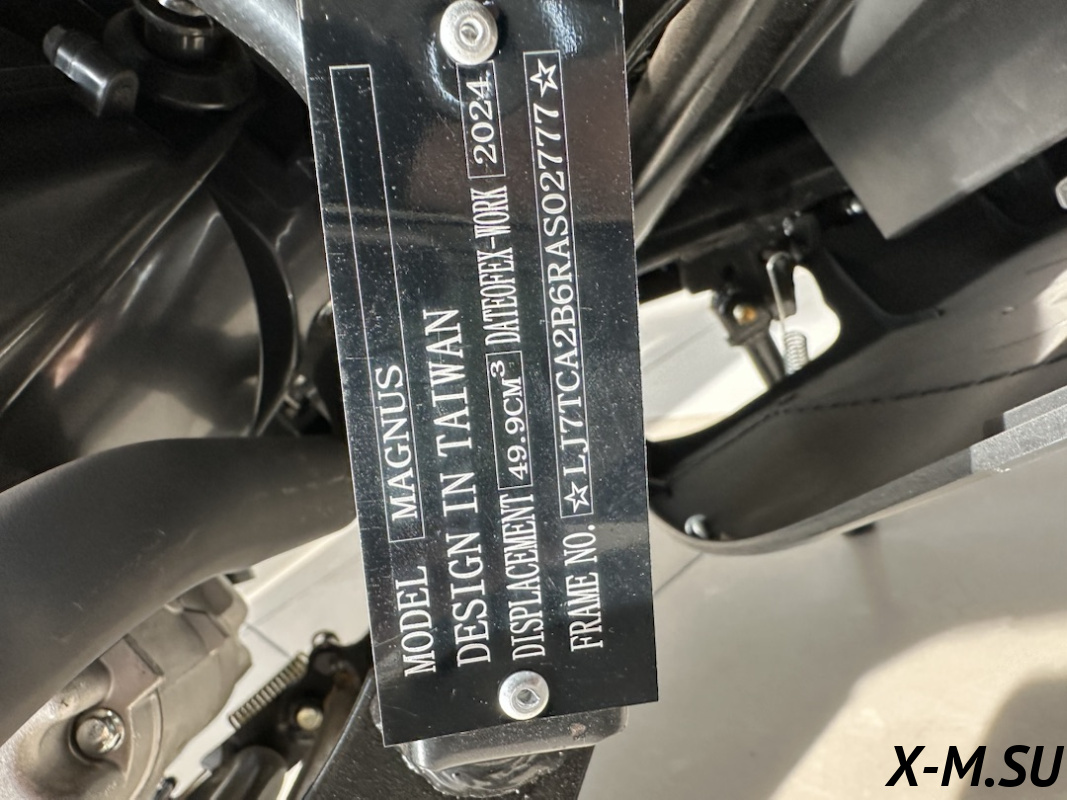 MODEL MAGNUS
DESIGN IN TAIWAN
DISPLACEMENT 49.9CM³ DATEOFEX-WORK 2024
FRAME NO. ☆LJ7TCA2B6RAS02777☆
X-M.SU